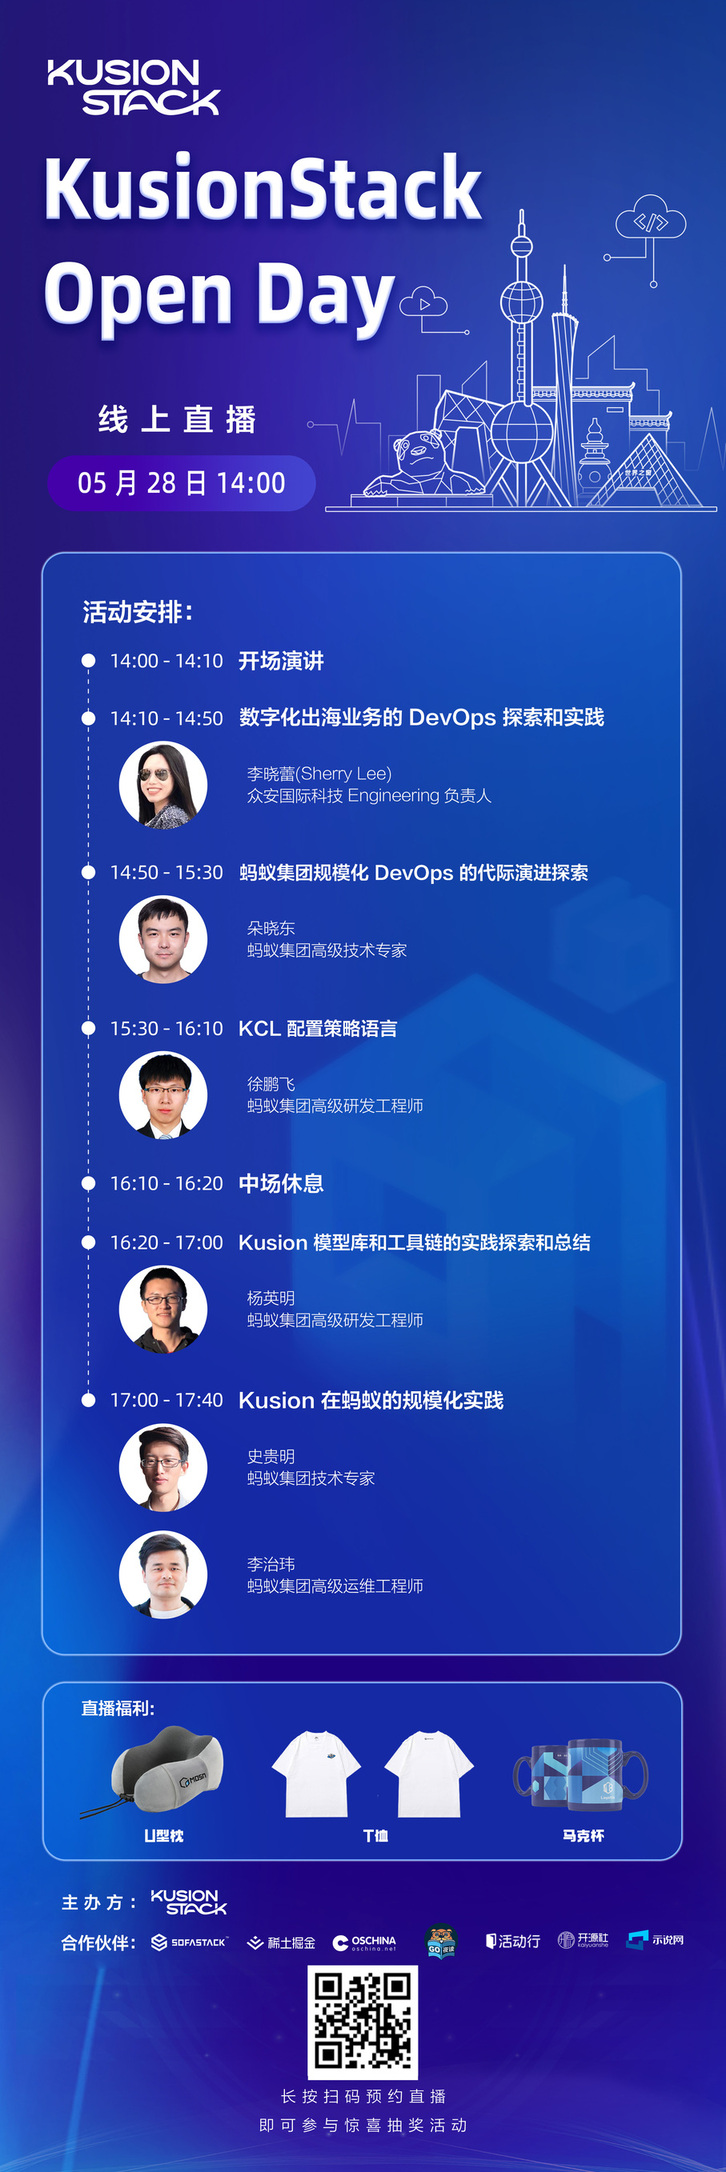 KUSION
STACK
KusionStack
Open Day
线上直播
05 月 28 日 14:00
世界之窗
活动安排:
14:00 - 14:10 开场演讲
14:10 - 14:50 数字化出海业务的 DevOps 探索和实践
李晓蕾(Sherry Lee)
众安国际科技 Engineering 负责人
14:50 - 15:30 蚂蚁集团规模化 DevOps 的代际演进探索
朵晓东
蚂蚁集团高级技术专家
15:30 - 16:10 KCL 配置策略语言
徐鹏飞
蚂蚁集团高级研发工程师
16:10 - 16:20 中场休息
16:20 - 17:00 Kusion 模型库和工具链的实践探索和总结
杨英明
蚂蚁集团高级研发工程师
17:00 - 17:40 Kusion 在蚂蚁的规模化实践
史贵明
蚂蚁集团技术专家
李治玮
蚂蚁集团高级运维工程师
直播福利:
MOSN
U型枕 T恤 马克杯
主办方: KUSION STACK
合作伙伴: SOFASTACK™ 稀土掘金 OSCHINA oschina.net GO夜读 活动行 开源社 kaiyuanshe 示说网
长按扫码预约直播
即可参与惊喜抽奖活动